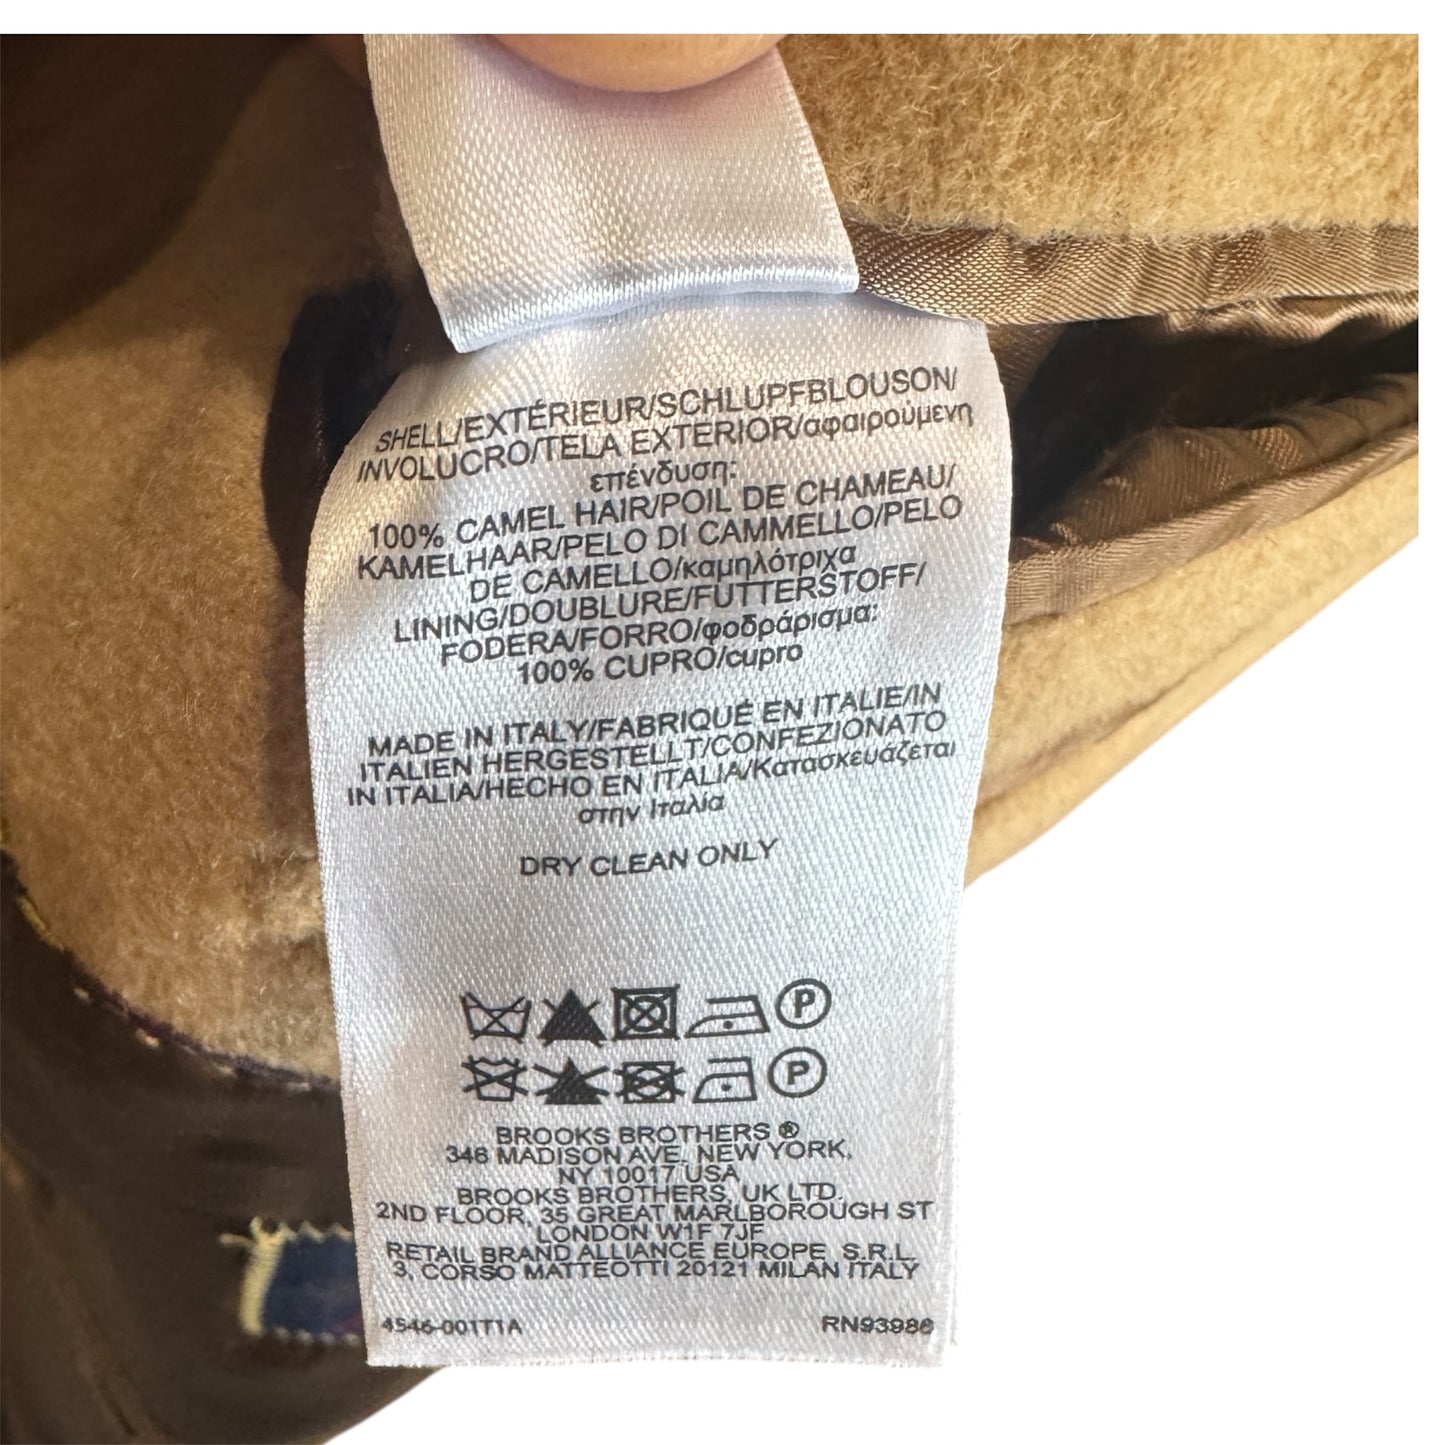 SHELL/EXTÉRIEUR/SCHLUPFBLOUSON/
INVOLUCRO/TELA EXTERIOR/αφαιρούμενη
επένδυση:
100% CAMEL HAIR/POIL DE CHAMEAU/
KAMELHAAR/PELO DI CAMMELLO/PELO
DE CAMELLO/καμηλότριχα
LINING/DOUBLURE/FUTTERSTOFF/
FODERA/FORRO/φοδράρισμα:
100% CUPRO/cupro
MADE IN ITALY/FABRIQUÉ EN ITALIE/IN
ITALIEN HERGESTELLT/CONFEZIONATO
IN ITALIA/HECHO EN ITALIA/Κατασκευάζεται
στην Ιταλία
DRY CLEAN ONLY
P
P
BROOKS BROTHERS ®
346 MADISON AVE. NEW YORK,
NY 10017 USA
BROOKS BROTHERS, UK LTD.
2ND FLOOR, 35 GREAT MARLBOROUGH ST
LONDON W1F 7JF
RETAIL BRAND ALLIANCE EUROPE S.R.L.
3, CORSO MATTEOTTI 20121 MILAN ITALY
4546-001T1A RN93986